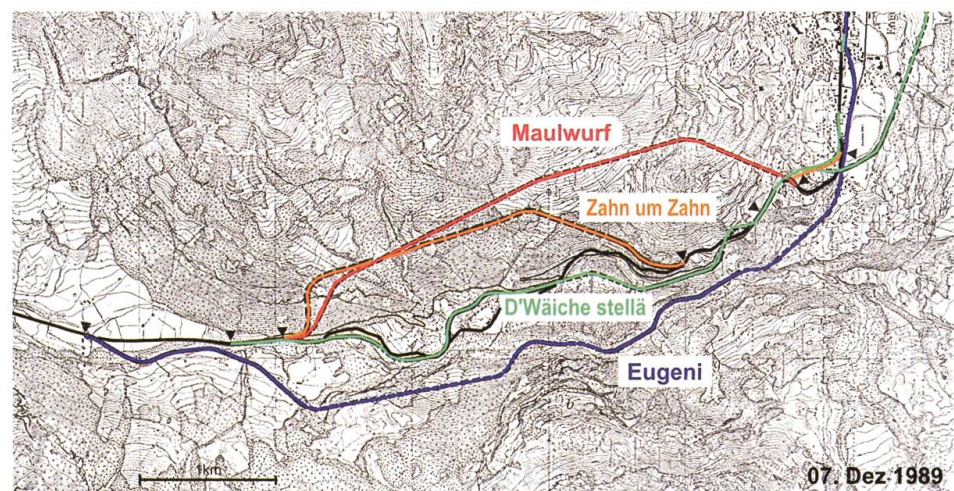 Maulwurf
Zahn um Zahn
D'Wäiche stellä
Eugeni
1km
07. Dez 1989